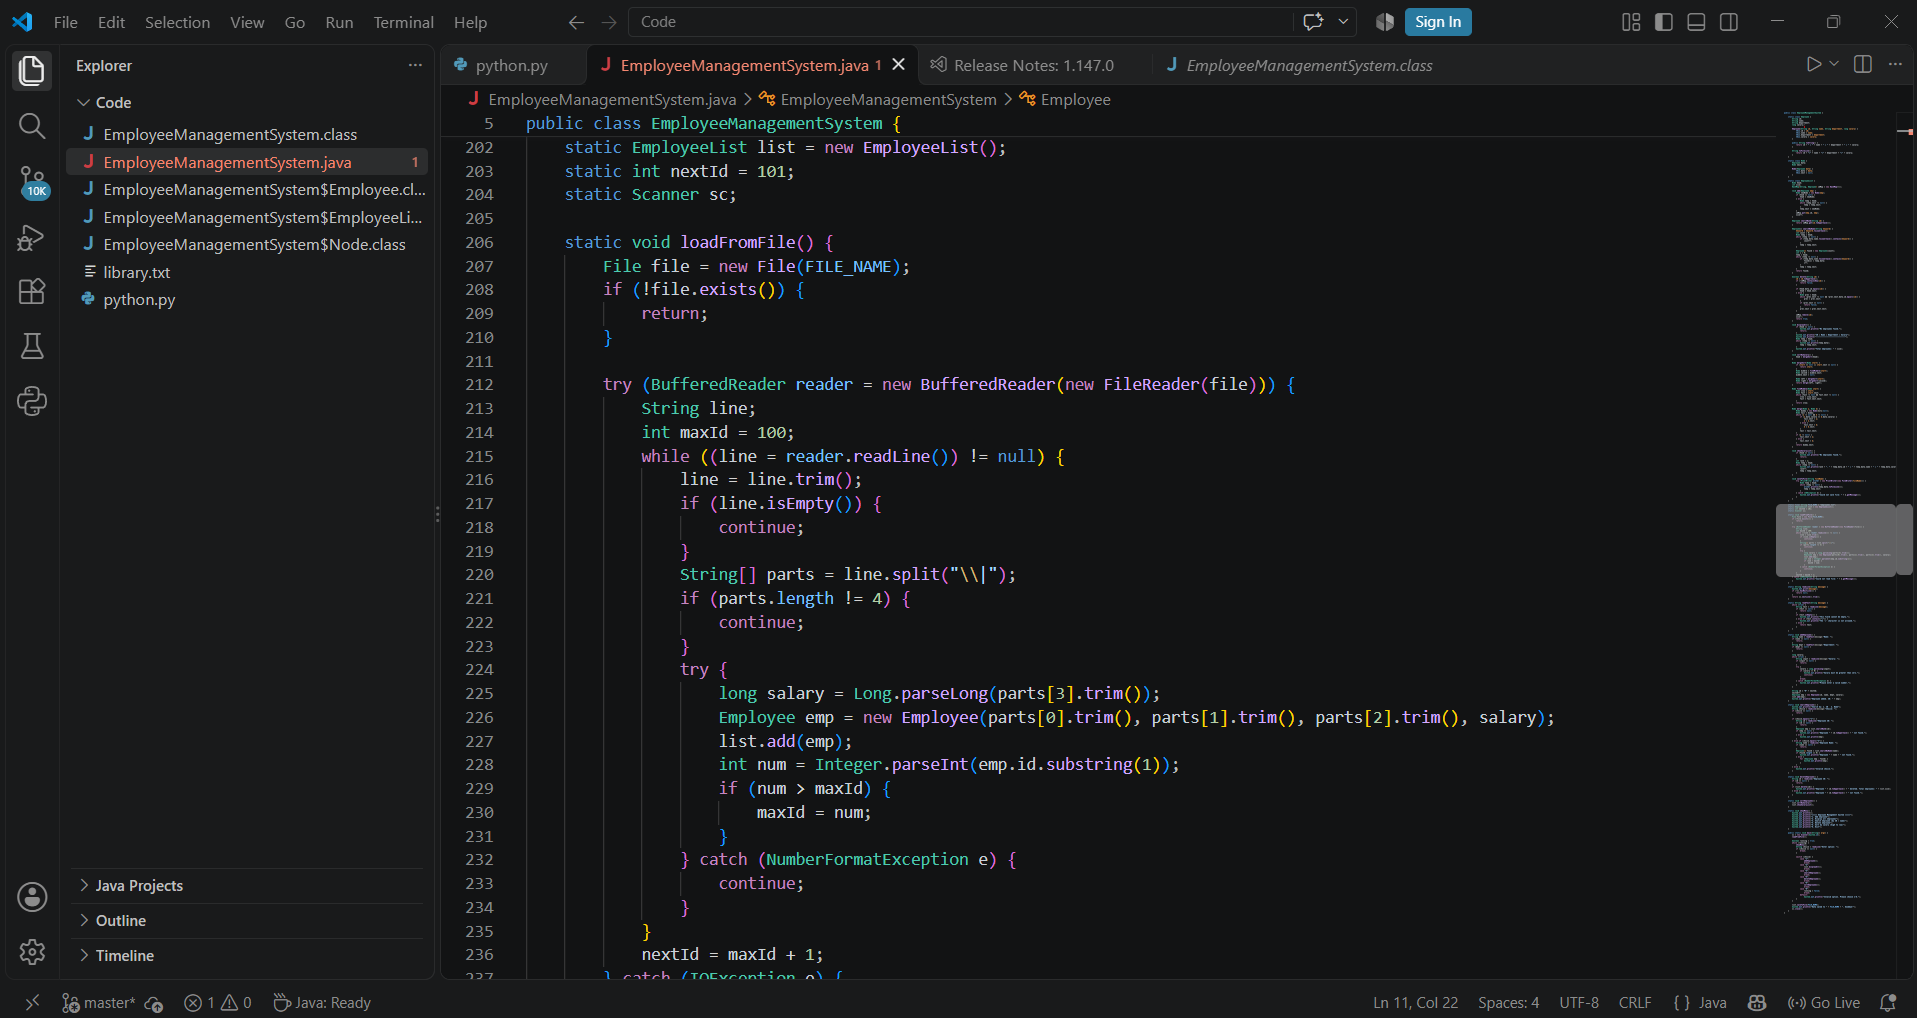 File Edit Selection View Go Run Terminal Help
Code
Sign In
Explorer
Code
EmployeeManagementSystem.class
EmployeeManagementSystem.java 1
EmployeeManagementSystem$Employee.cl...
EmployeeManagementSystem$EmployeeLi...
EmployeeManagementSystem$Node.class
library.txt
python.py
10K
Java Projects
Outline
Timeline
python.py
EmployeeManagementSystem.java 1
Release Notes: 1.147.0
EmployeeManagementSystem.class
EmployeeManagementSystem.java > EmployeeManagementSystem > Employee
5 public class EmployeeManagementSystem {
202 static EmployeeList list = new EmployeeList();
203 static int nextId = 101;
204 static Scanner sc;
205
206 static void loadFromFile() {
207 File file = new File(FILE_NAME);
208 if (!file.exists()) {
209 return;
210 }
211
212 try (BufferedReader reader = new BufferedReader(new FileReader(file))) {
213 String line;
214 int maxId = 100;
215 while ((line = reader.readLine()) != null) {
216 line = line.trim();
217 if (line.isEmpty()) {
218 continue;
219 }
220 String[] parts = line.split("\\|");
221 if (parts.length != 4) {
222 continue;
223 }
224 try {
225 long salary = Long.parseLong(parts[3].trim());
226 Employee emp = new Employee(parts[0].trim(), parts[1].trim(), parts[2].trim(), salary);
227 list.add(emp);
228 int num = Integer.parseInt(emp.id.substring(1));
229 if (num > maxId) {
230 maxId = num;
231 }
232 } catch (NumberFormatException e) {
233 continue;
234 }
235 }
236 nextId = maxId + 1;
237 } catch (IOException e) {
master* 1 0 Java: Ready
Ln 11, Col 22 Spaces: 4 UTF-8 CRLF { } Java Go Live